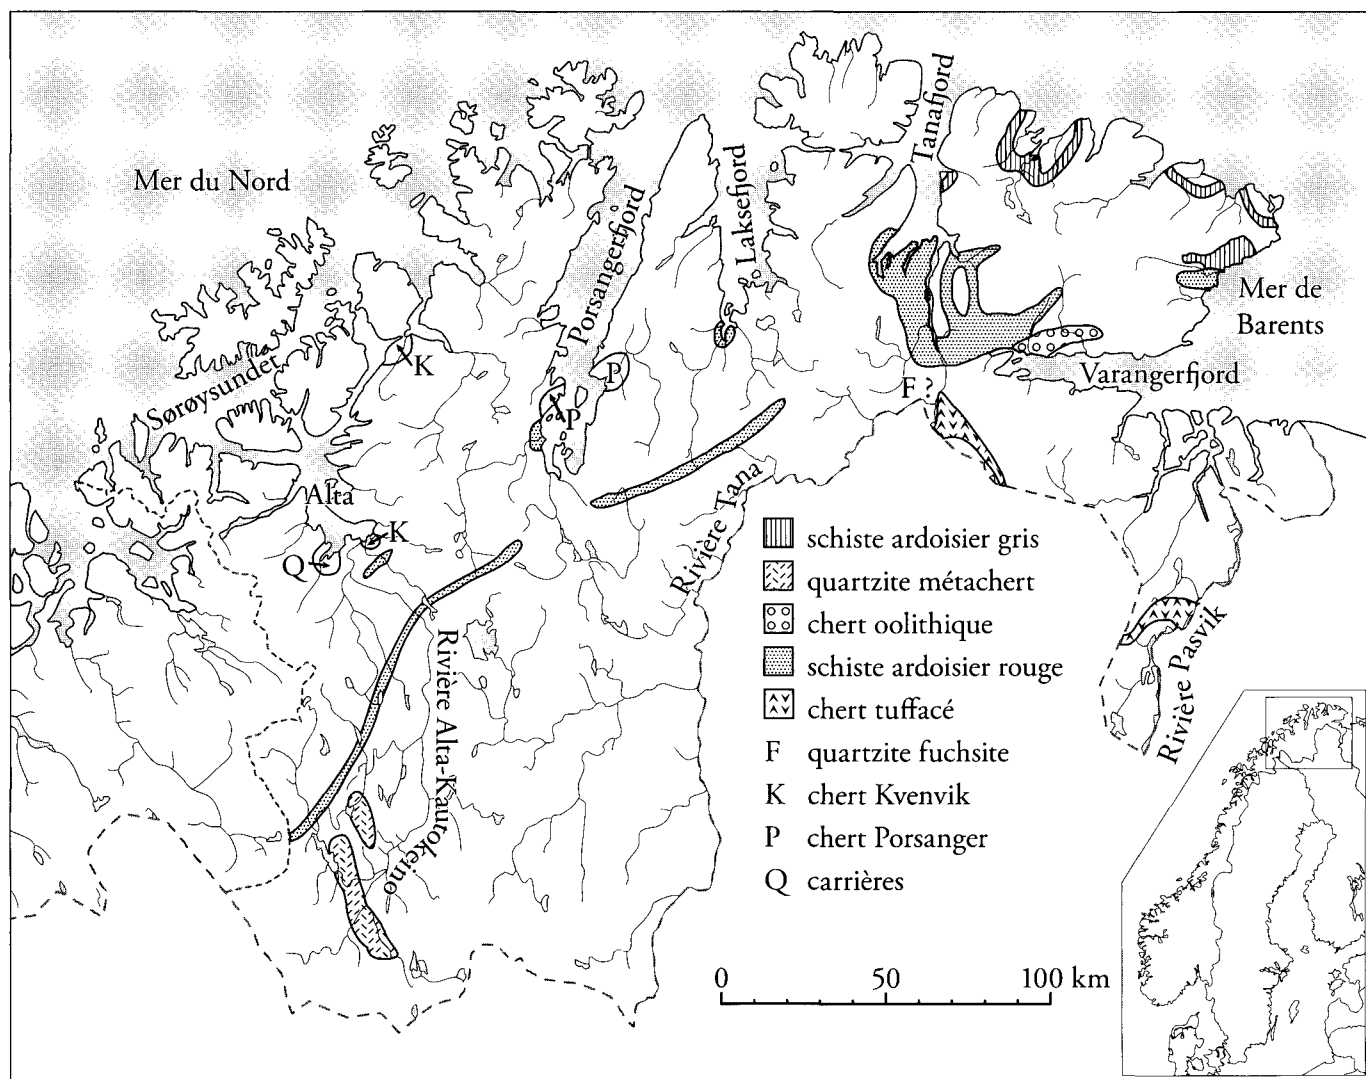 Mer du Nord
Sørøysundet
Porsangerfjord
Laksefjord
Tanafjord
Mer de
Barents
Varangerfjord
K
P
P
F ?
Alta
K
Q
Rivière Tana
Rivière Alta-Kautokeino
Rivière Pasvik
schiste ardoisier gris
quartzite métachert
chert oolithique
schiste ardoisier rouge
chert tuffacé
F quartzite fuchsite
K chert Kvenvik
P chert Porsanger
Q carrières
0 50 100 km